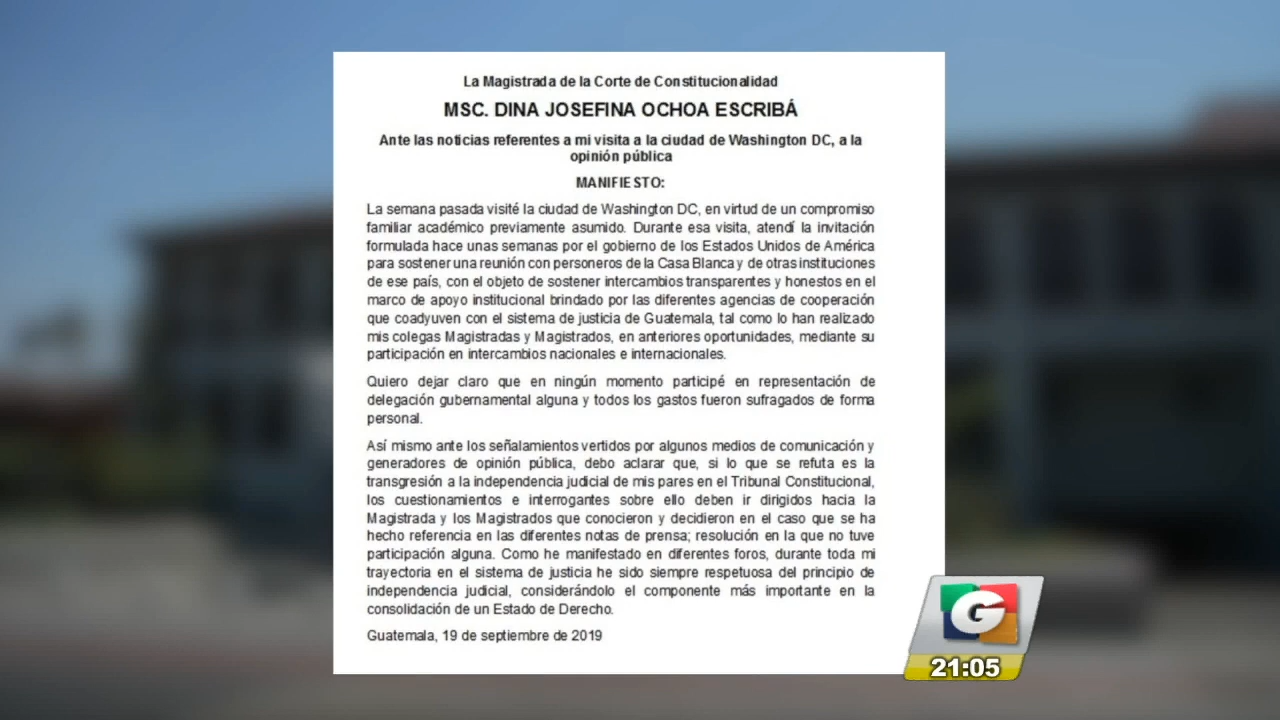 La Magistrada de la Corte de Constitucionalidad
MSC. DINA JOSEFINA OCHOA ESCRIBÁ
Ante las noticias referentes a mi visita a la ciudad de Washington DC, a la
opinión pública
MANIFIESTO:
La semana pasada visité la ciudad de Washington DC, en virtud de un compromiso
familiar académico previamente asumido. Durante esa visita, atendí la invitación
formulada hace unas semanas por el gobierno de los Estados Unidos de América
para sostener una reunión con personeros de la Casa Blanca y de otras instituciones
de ese país, con el objeto de sostener intercambios transparentes y honestos en el
marco de apoyo institucional brindado por las diferentes agencias de cooperación
que coadyuven con el sistema de justicia de Guatemala, tal como lo han realizado
mis colegas Magistradas y Magistrados, en anteriores oportunidades, mediante su
participación en intercambios nacionales e internacionales.
Quiero dejar claro que en ningún momento participé en representación de
delegación gubernamental alguna y todos los gastos fueron sufragados de forma
personal.
Así mismo ante los señalamientos vertidos por algunos medios de comunicación y
generadores de opinión pública, debo aclarar que, si lo que se refuta es la
transgresión a la independencia judicial de mis pares en el Tribunal Constitucional,
los cuestionamientos e interrogantes sobre ello deben ir dirigidos hacia la
Magistrada y los Magistrados que conocieron y decidieron en el caso que se ha
hecho referencia en las diferentes notas de prensa; resolución en la que no tuve
participación alguna. Como he manifestado en diferentes foros, durante toda mi
trayectoria en el sistema de justicia he sido siempre respetuosa del principio de
independencia judicial, considerándolo el componente más importante en la
consolidación de un Estado de Derecho.
Guatemala, 19 de septiembre de 2019
G
21:05